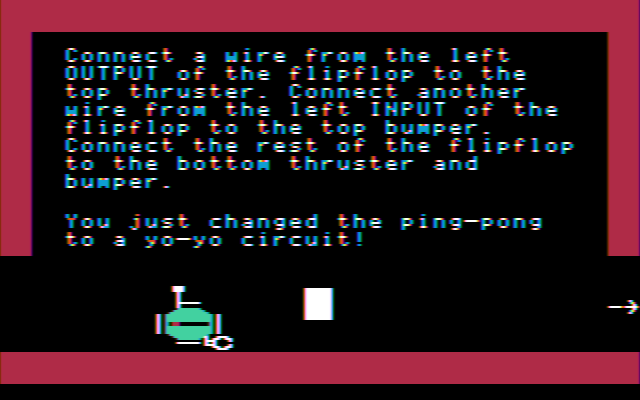 Connect a wire from the left
OUTPUT of the flipflop to the
top thruster. Connect another
wire from the left INPUT of the
flipflop to the top bumper.
Connect the rest of the flipflop
to the bottom thruster and
bumper.
You just changed the ping-pong
to a yo-yo circuit!